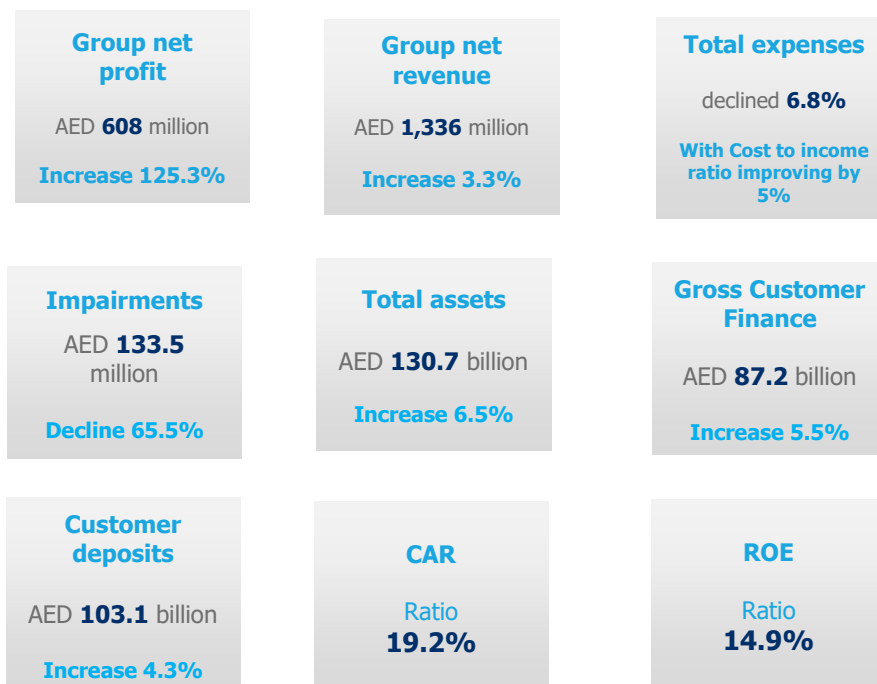 Group net
profit
AED 608 million
Increase 125.3%
Group net
revenue
AED 1,336 million
Increase 3.3%
Total expenses
declined 6.8%
With Cost to income
ratio improving by
5%
Impairments
AED 133.5
million
Decline 65.5%
Total assets
AED 130.7 billion
Increase 6.5%
Gross Customer
Finance
AED 87.2 billion
Increase 5.5%
Customer
deposits
AED 103.1 billion
Increase 4.3%
CAR
Ratio
19.2%
ROE
Ratio
14.9%